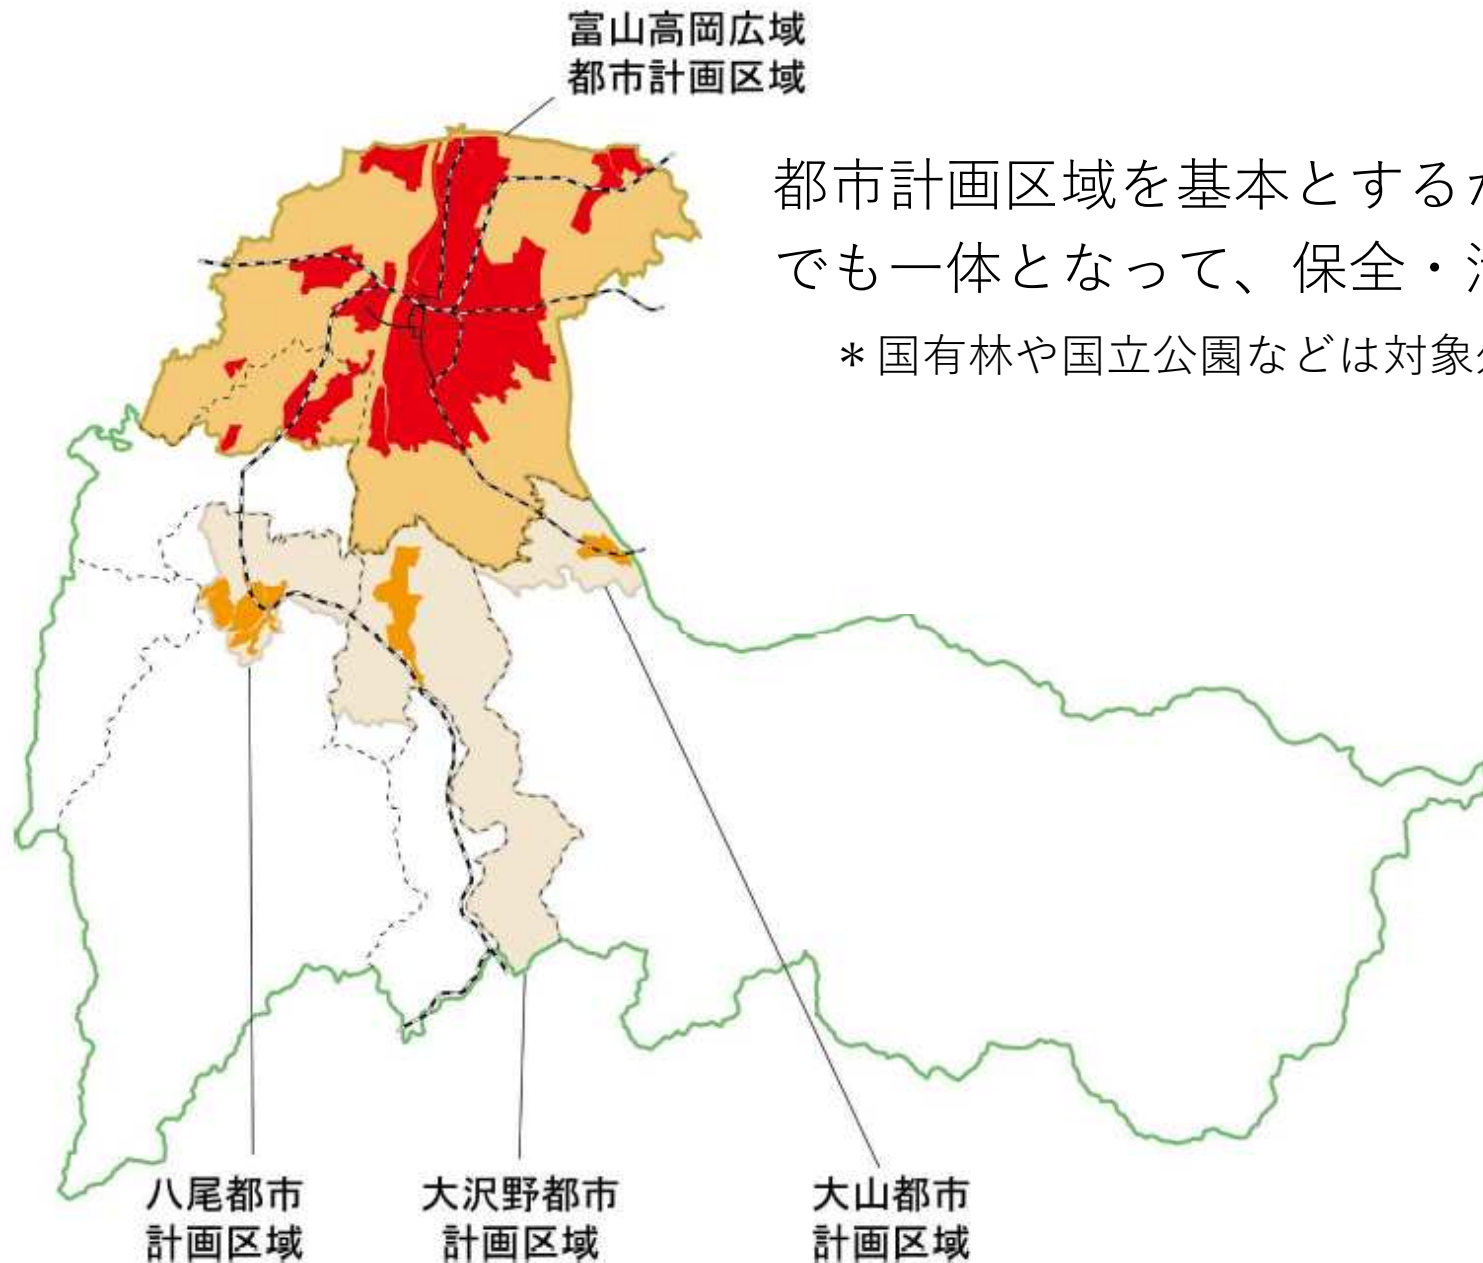 富山高岡広域
都市計画区域
都市計画区域を基本とする
でも一体となって、保全・
＊国有林や国立公園などは対象
八尾都市
計画区域
大沢野都市
計画区域
大山都市
計画区域